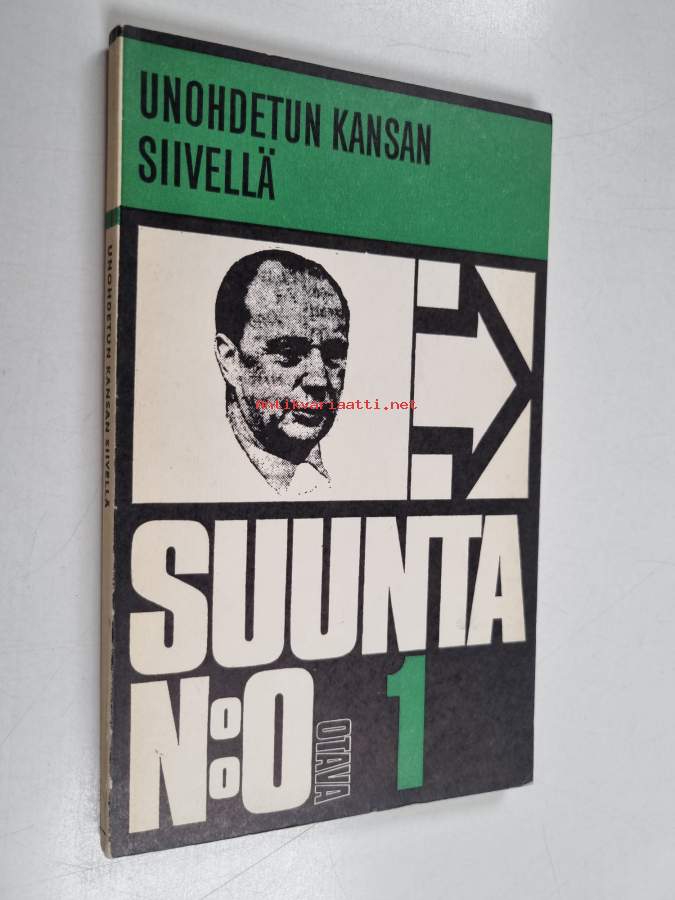 UNOHDETUN KANSAN
SIIVELLÄ
UNOHDETUN KANSAN SIIVELLÄ
Antikvariaatti.net
SUUNTA
N:O 1
OTAVA